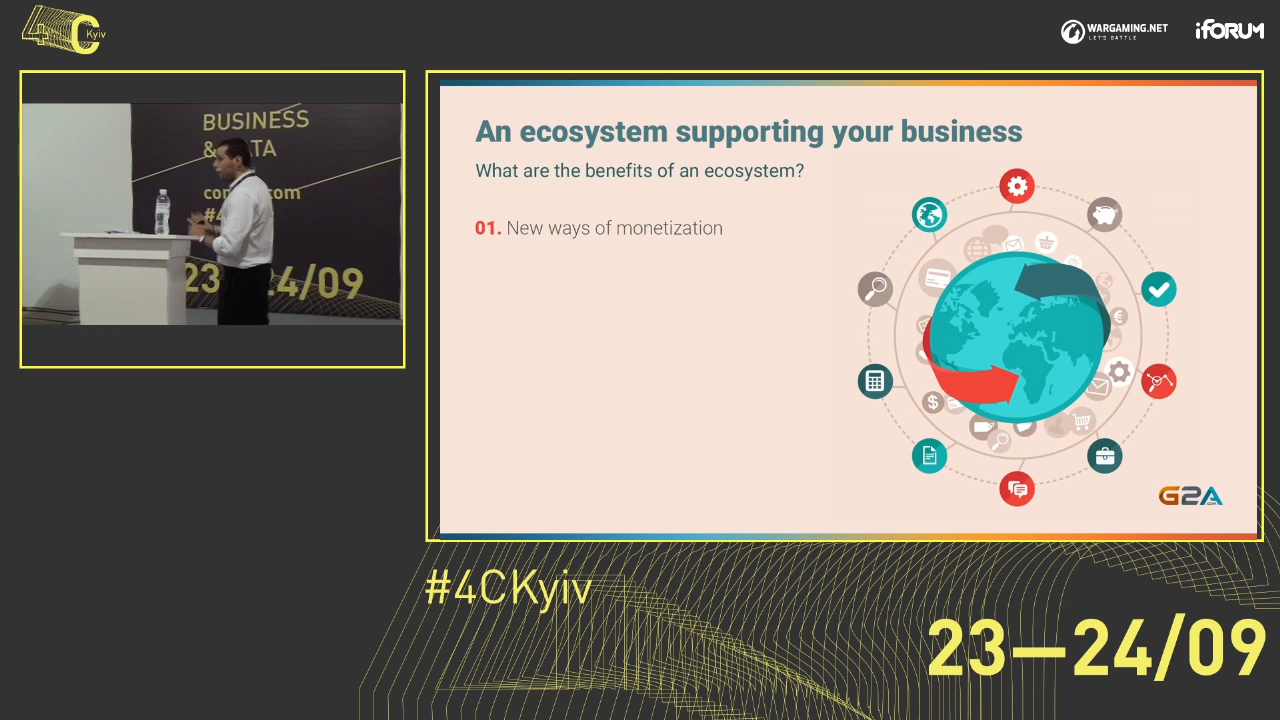 4C Kyiv
WARGAMING.NET
LET'S BATTLE
iFORUM
BUSINESS
&
#4
23 24/09
An ecosystem supporting your business
What are the benefits of an ecosystem?
01. New ways of monetization
G2A
#4CKyiv
23—24/09